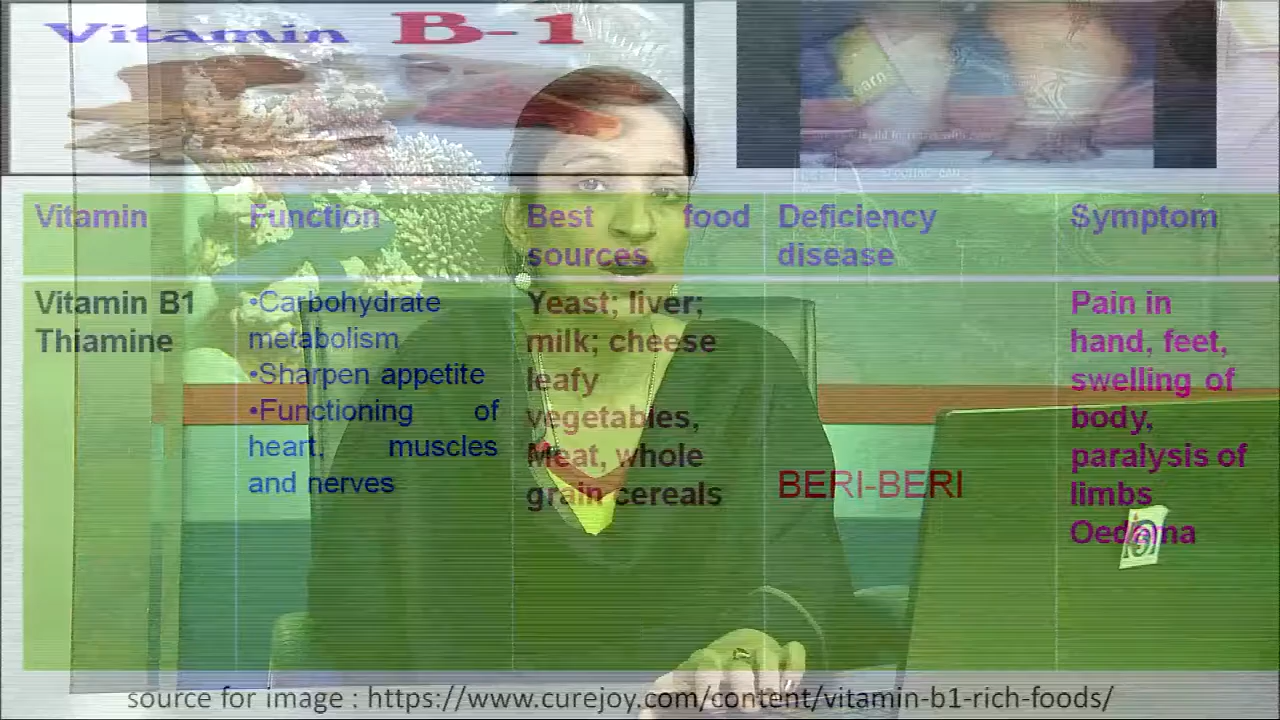 Vitamin B-1
Vitamin
Function
Best food
sources
Deficiency
disease
Symptom
Vitamin B1
Thiamine
•Carbohydrate
metabolism
•Sharpen appetite
•Functioning of
heart, muscles
and nerves
Yeast; liver;
milk; cheese
leafy
vegetables,
Meat, whole
grain cereals
BERI-BERI
Pain in
hand, feet,
swelling of
body,
paralysis of
limbs
Oedema
source for image : https://www.curejoy.com/content/vitamin-b1-rich-foods/